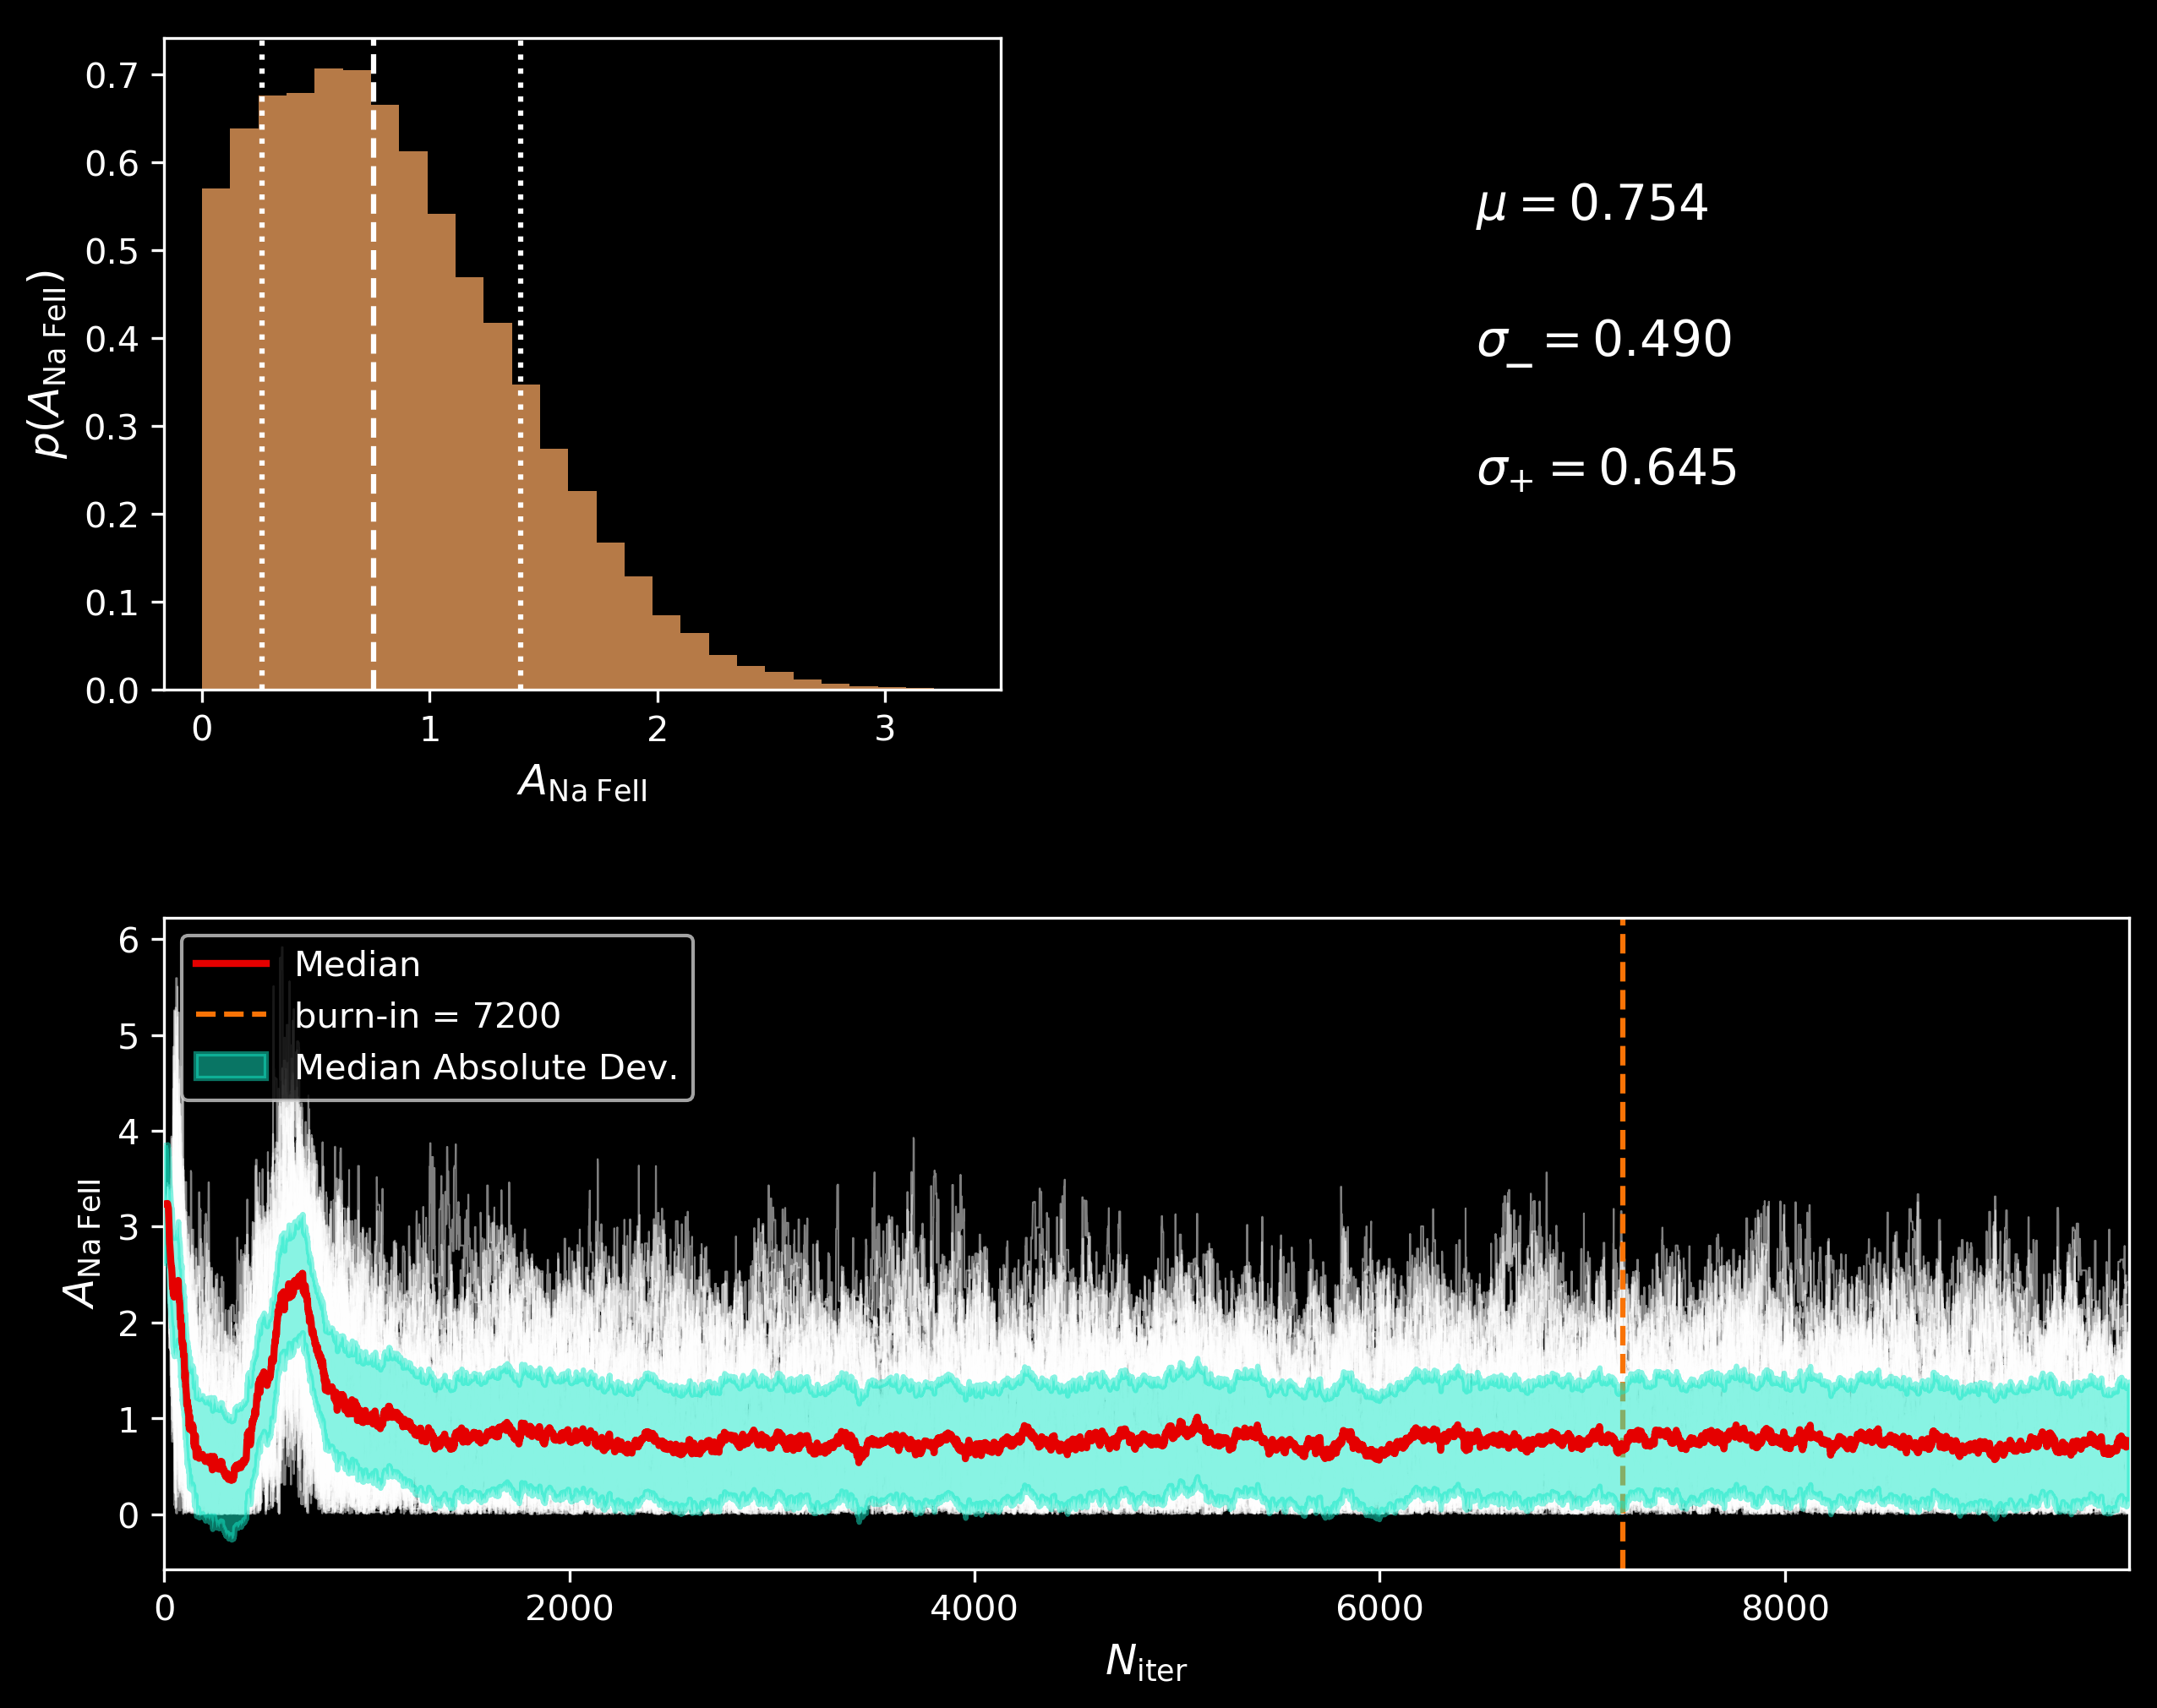 0.7
0.6
0.5
0.4
0.3
0.2
0.1
0.0
p(A_Na FeII)
0 1 2 3
A_Na FeII
μ = 0.754
σ_− = 0.490
σ_+ = 0.645
6
5
4
3
2
1
0
A_Na FeII
Median
burn-in = 7200
Median Absolute Dev.
0 2000 4000 6000 8000
N_iter